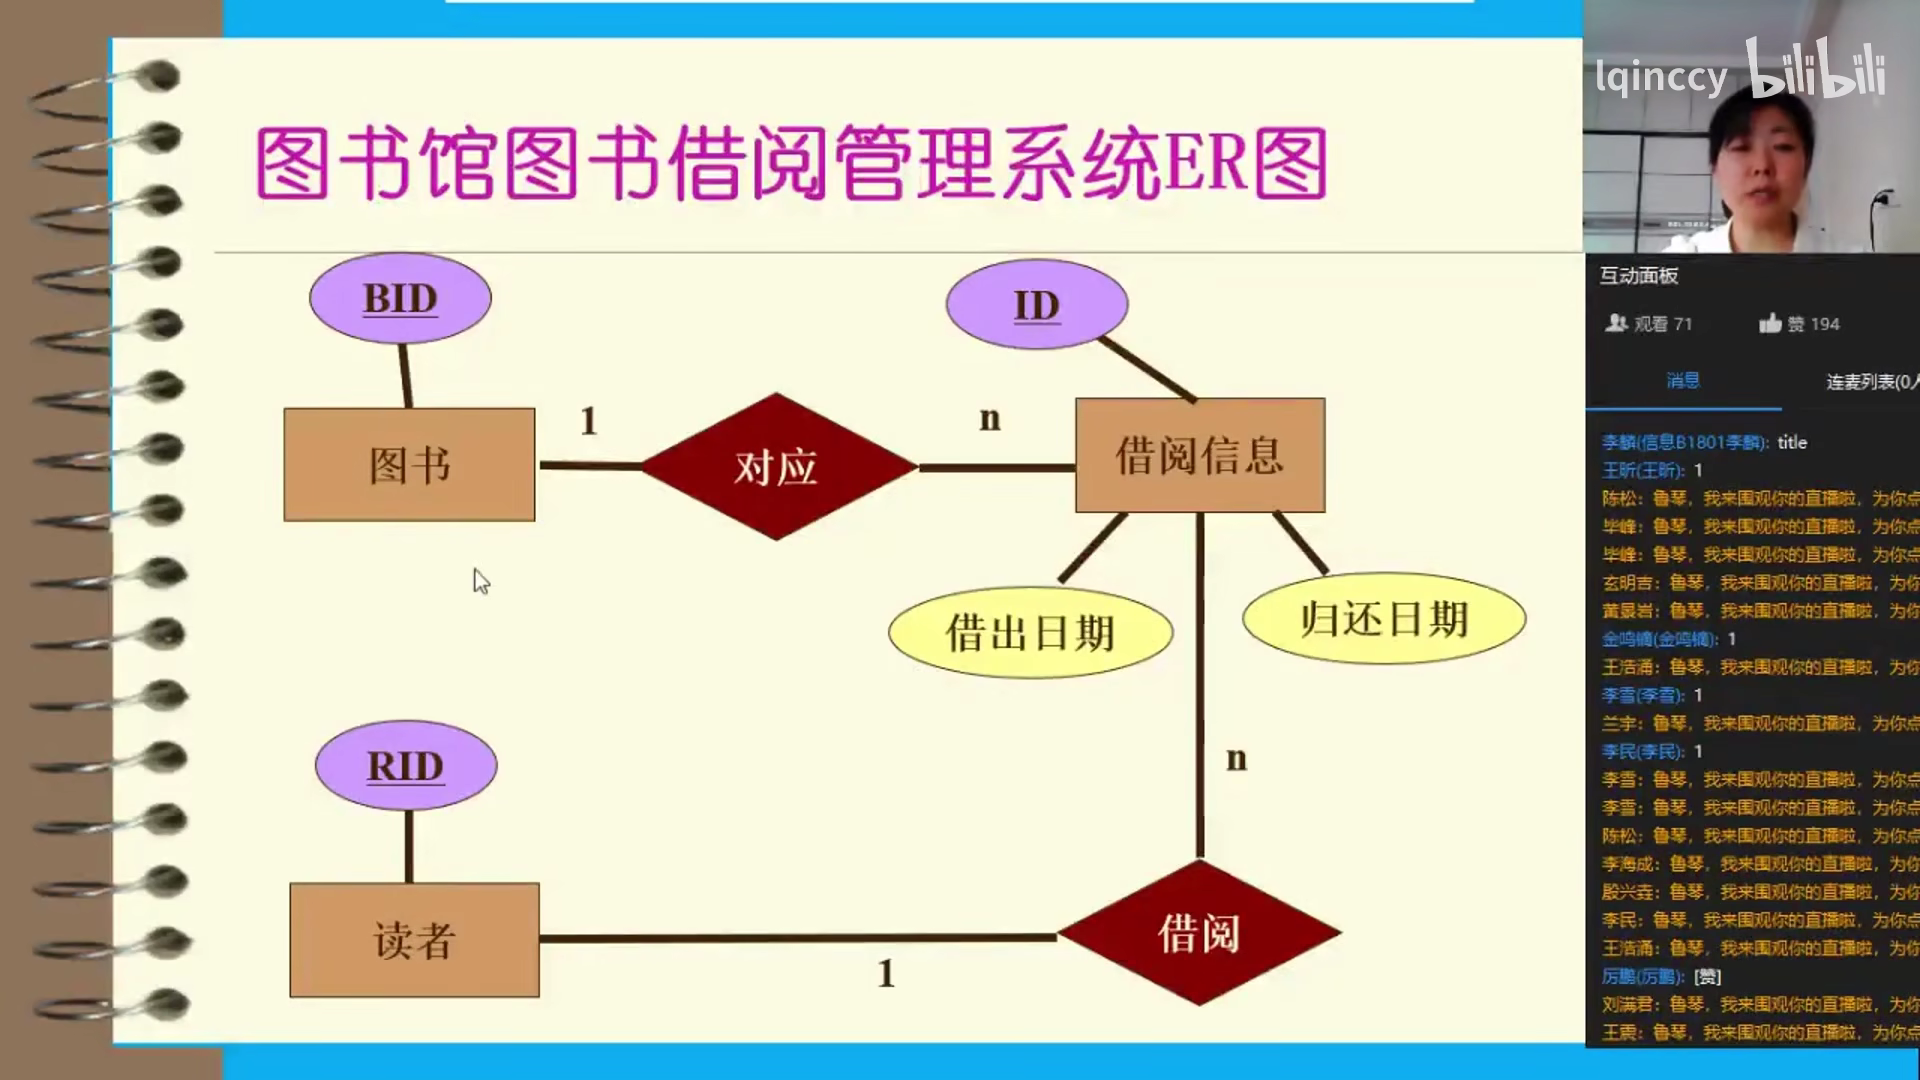 图书馆图书借阅管理系统ER图
BID
ID
1
n
图书
对应
借阅信息
借出日期
归还日期
n
RID
读者
借阅
1
lqinccy bilibili
互动面板
观看 71
赞 194
消息
连麦列表(0人
李麟(信息B1801李麟): title
王昕(王昕): 1
陈松: 鲁琴，我来围观你的直播啦，为你点
毕峰: 鲁琴，我来围观你的直播啦，为你点
毕峰: 鲁琴，我来围观你的直播啦，为你点
玄明吉: 鲁琴，我来围观你的直播啦，为你
黄景岩: 鲁琴，我来围观你的直播啦，为你
金鸣镝(金鸣镝): 1
王浩涌: 鲁琴，我来围观你的直播啦，为你
李雪(李雪): 1
兰宇: 鲁琴，我来围观你的直播啦，为你点
李民(李民): 1
李雪: 鲁琴，我来围观你的直播啦，为你点
李雪: 鲁琴，我来围观你的直播啦，为你点
陈松: 鲁琴，我来围观你的直播啦，为你点
李海成: 鲁琴，我来围观你的直播啦，为你
殷兴垚: 鲁琴，我来围观你的直播啦，为你
李民: 鲁琴，我来围观你的直播啦，为你点
王浩涌: 鲁琴，我来围观你的直播啦，为你
厉鹏(厉鹏): [赞]
刘满君: 鲁琴，我来围观你的直播啦，为你
王震: 鲁琴，我来围观你的直播啦，为你点